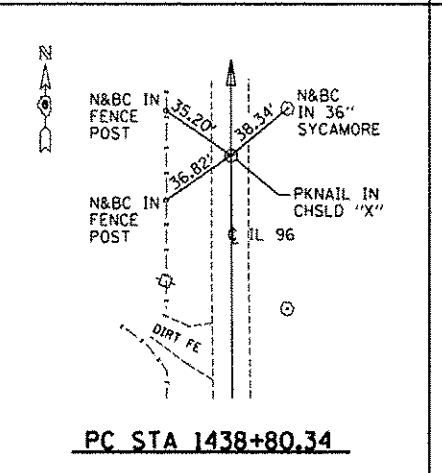 N
N&BC IN
FENCE
POST
35.20'
38.34'
N&BC
IN 36"
SYCAMORE
36.82'
N&BC IN
FENCE
POST
PKNAIL IN
CHSLD "X"
℄ IL 96
DIRT FE
PC STA 1438+80.34